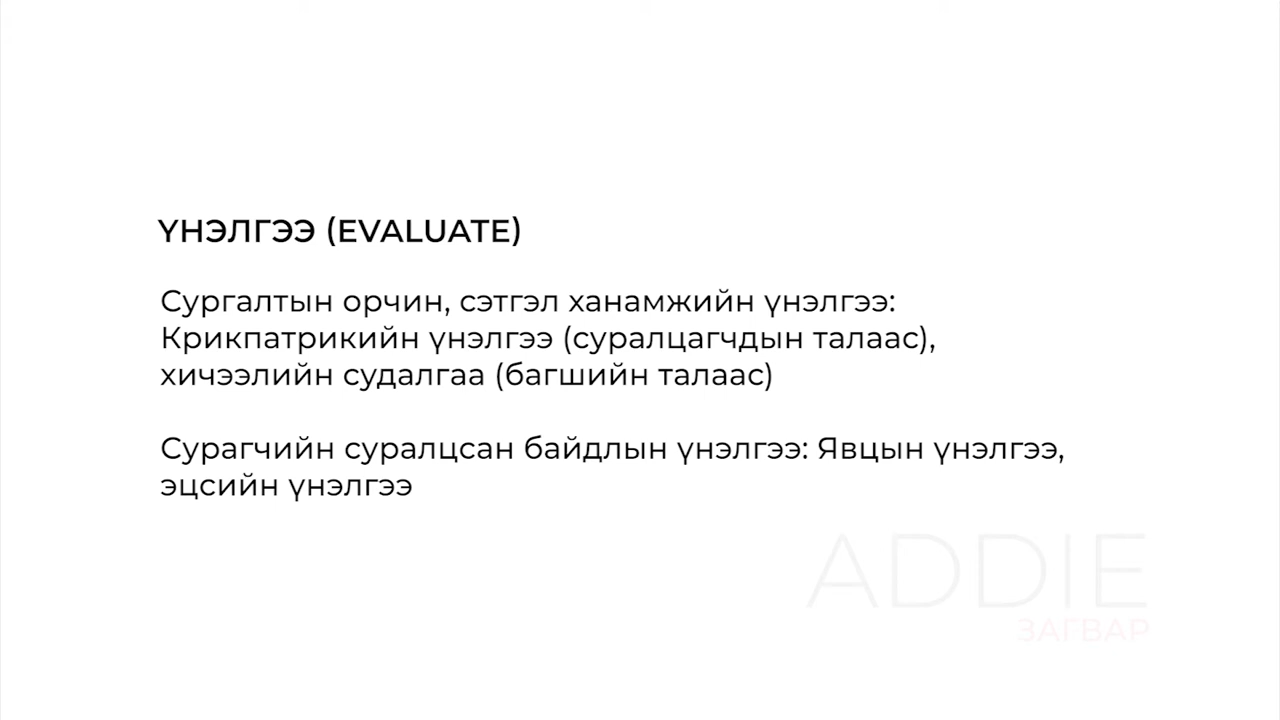 ҮНЭЛГЭЭ (EVALUATE)
Сургалтын орчин, сэтгэл ханамжийн үнэлгээ:
Крикпатрикийн үнэлгээ (суралцагчдын талаас),
хичээлийн судалгаа (багшийн талаас)
Сурагчийн суралцсан байдлын үнэлгээ: Явцын үнэлгээ,
эцсийн үнэлгээ
ADDIE
ЗАГВАР